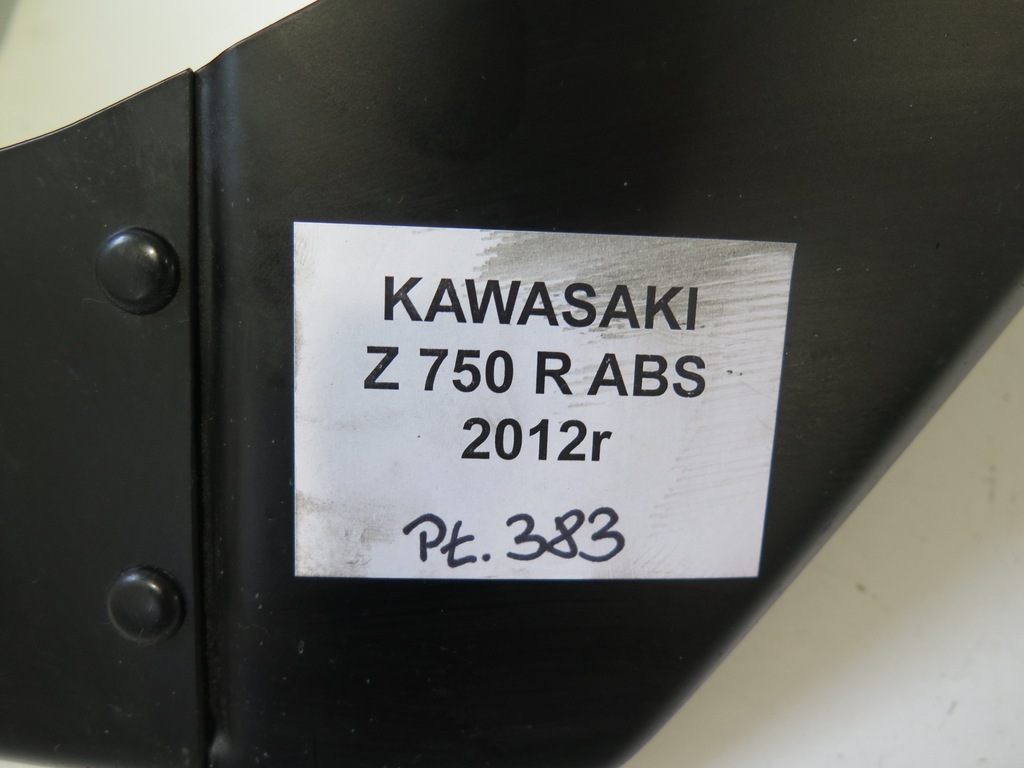 KAWASAKI
Z 750 R ABS
2012r
Pt. 383